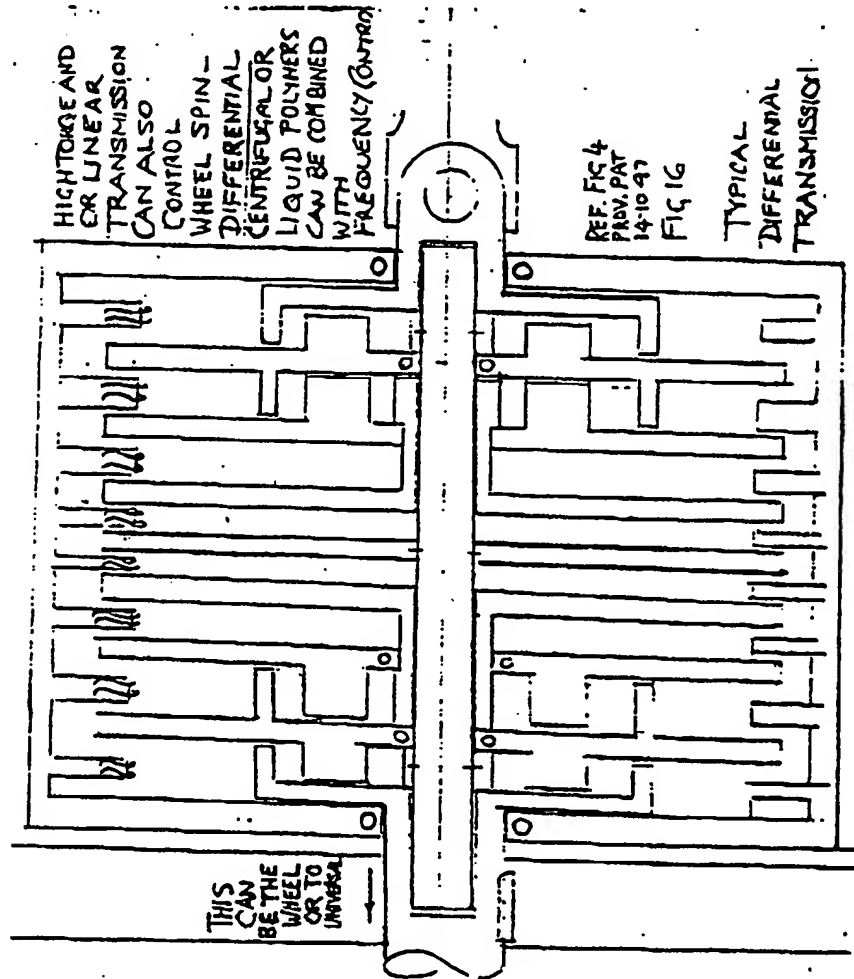 HIGH TORQE AND
OR LINEAR
TRANSMISSION
CAN ALSO
CONTROL
WHEEL SPIN-
DIFFERENTIAL
CENTRIFUGAL OR
LIQUID POLYMERS
CAN BE COMBINED
WITH
FREQUENCY CONTROL
REF. FIG 4
PROV. PAT
14-10-97
FIG 16
TYPICAL
DIFFERENTIAL
TRANSMISSION
THIS
CAN
BE THE
WHEEL
OR TO
UNIVERSAL